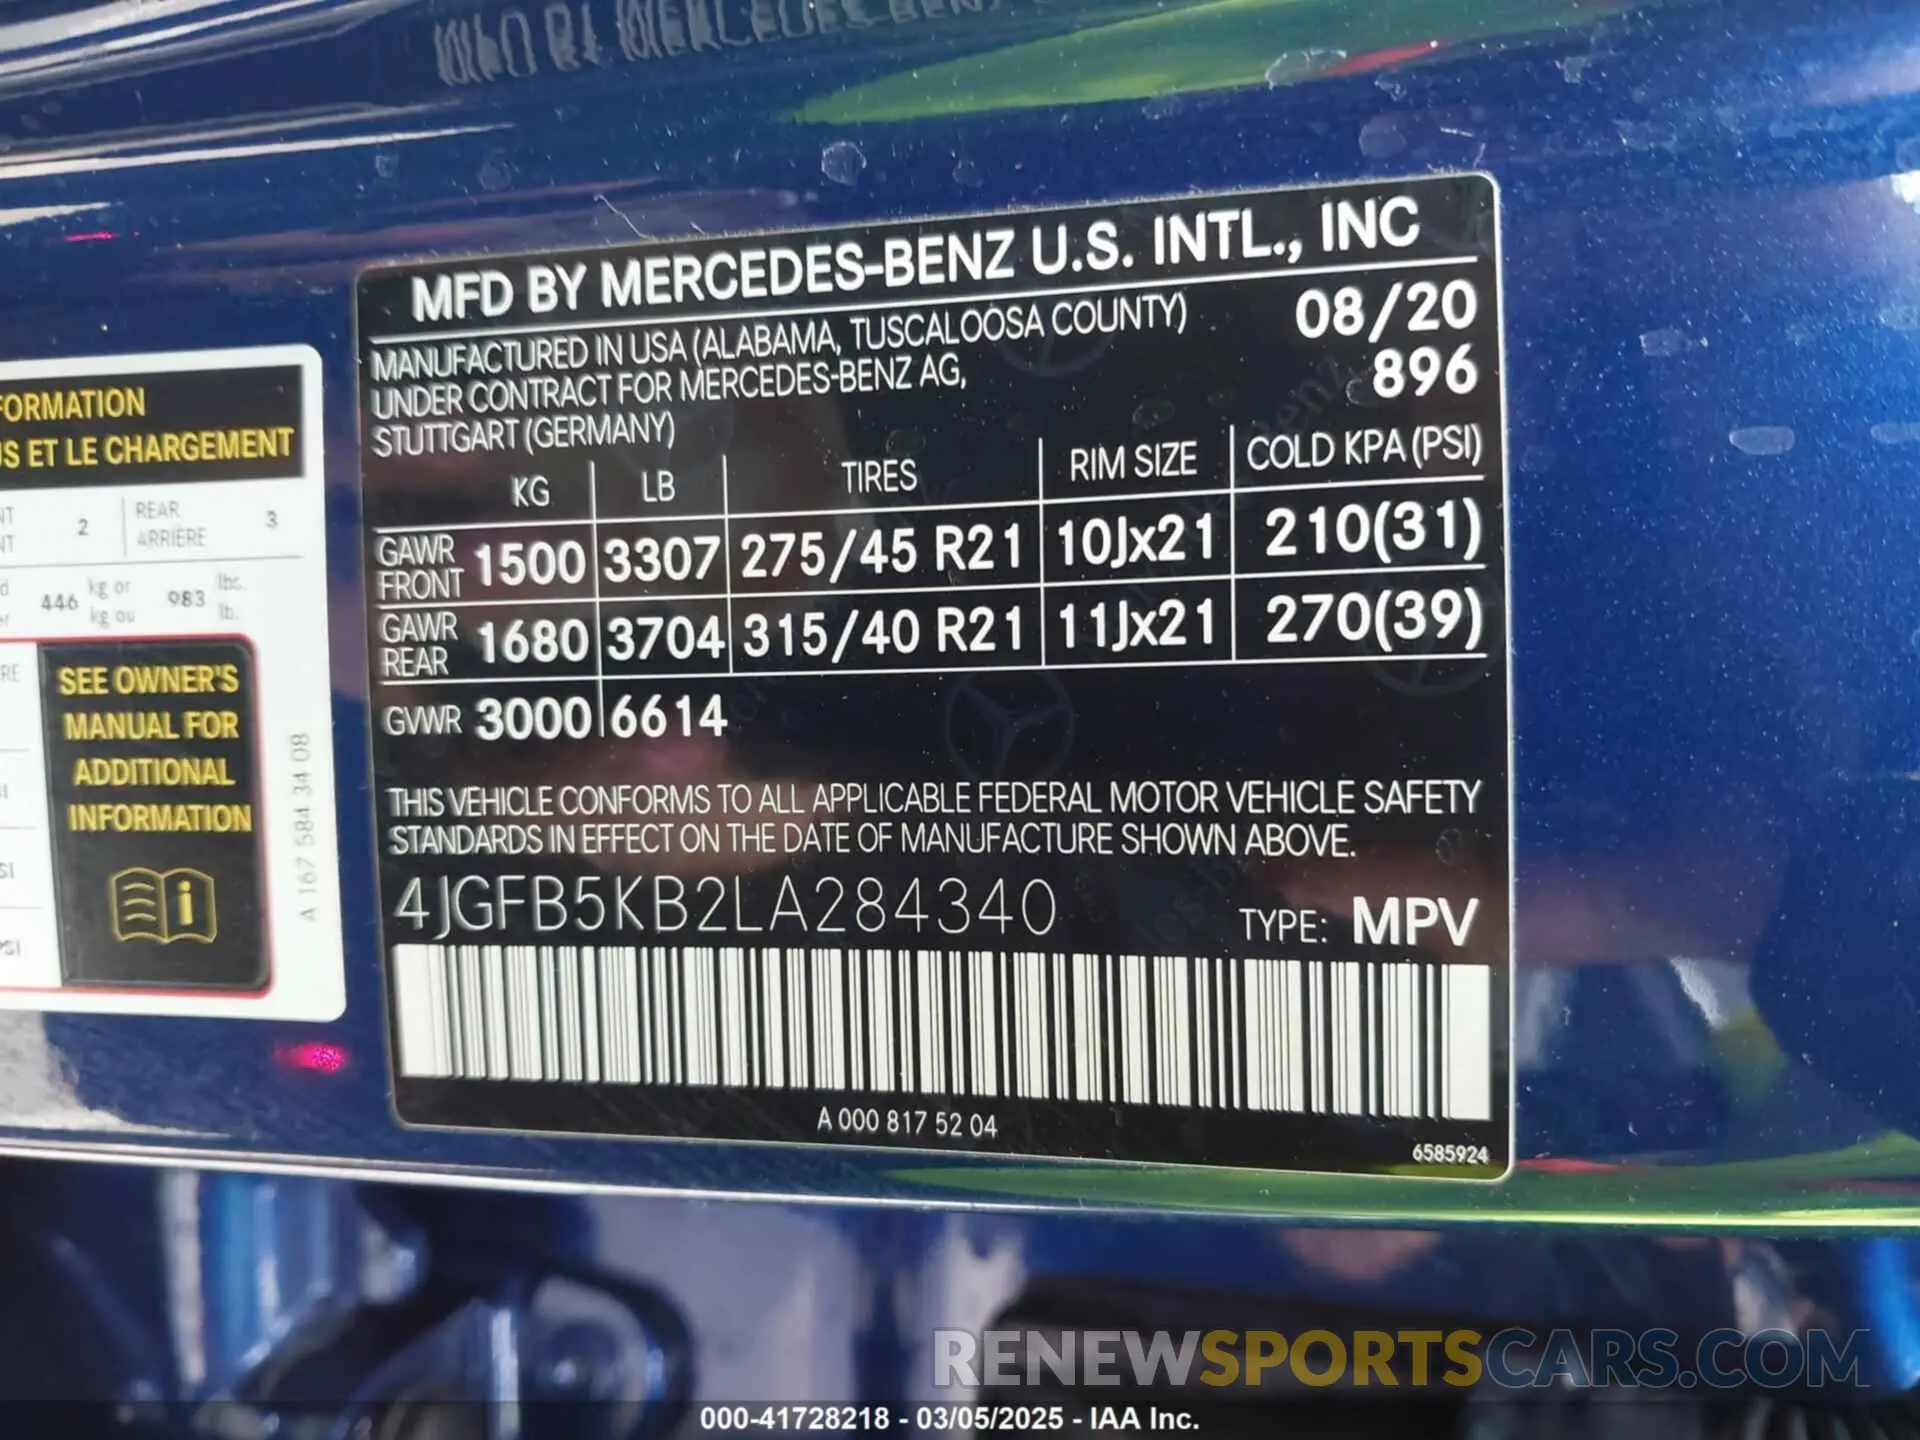 MFD BY MERCEDES-BENZ U.S. INTL., INC
MANUFACTURED IN USA (ALABAMA, TUSCALOOSA COUNTY) 08/20
UNDER CONTRACT FOR MERCEDES-BENZ AG, 896
STUTTGART (GERMANY)
KG LB TIRES RIM SIZE COLD KPA (PSI)
GAWR FRONT 1500 3307 275/45 R21 10Jx21 210(31)
GAWR REAR 1680 3704 315/40 R21 11Jx21 270(39)
GVWR 3000 6614
THIS VEHICLE CONFORMS TO ALL APPLICABLE FEDERAL MOTOR VEHICLE SAFETY
STANDARDS IN EFFECT ON THE DATE OF MANUFACTURE SHOWN ABOVE.
4JGFB5KB2LA284340 TYPE: MPV
A 000 817 52 04
6585924
FORMATION
US ET LE CHARGEMENT
2 REAR 3
ARRIÈRE
446 kg or 983 lbs.
kg ou lb.
SEE OWNER'S
MANUAL FOR
ADDITIONAL
INFORMATION
A 167 584 34 08
RENEWSPORTSCARS.COM
000-41728218 - 03/05/2025 - IAA Inc.